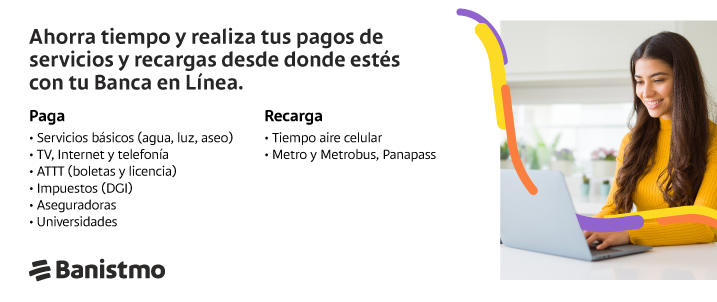 Ahorra tiempo y realiza tus pagos de
servicios y recargas desde donde estés
con tu Banca en Línea.
Paga
• Servicios básicos (agua, luz, aseo)
• TV, Internet y telefonía
• ATTT (boletas y licencia)
• Impuestos (DGI)
• Aseguradoras
• Universidades
Recarga
• Tiempo aire celular
• Metro y Metrobus, Panapass
Banistmo